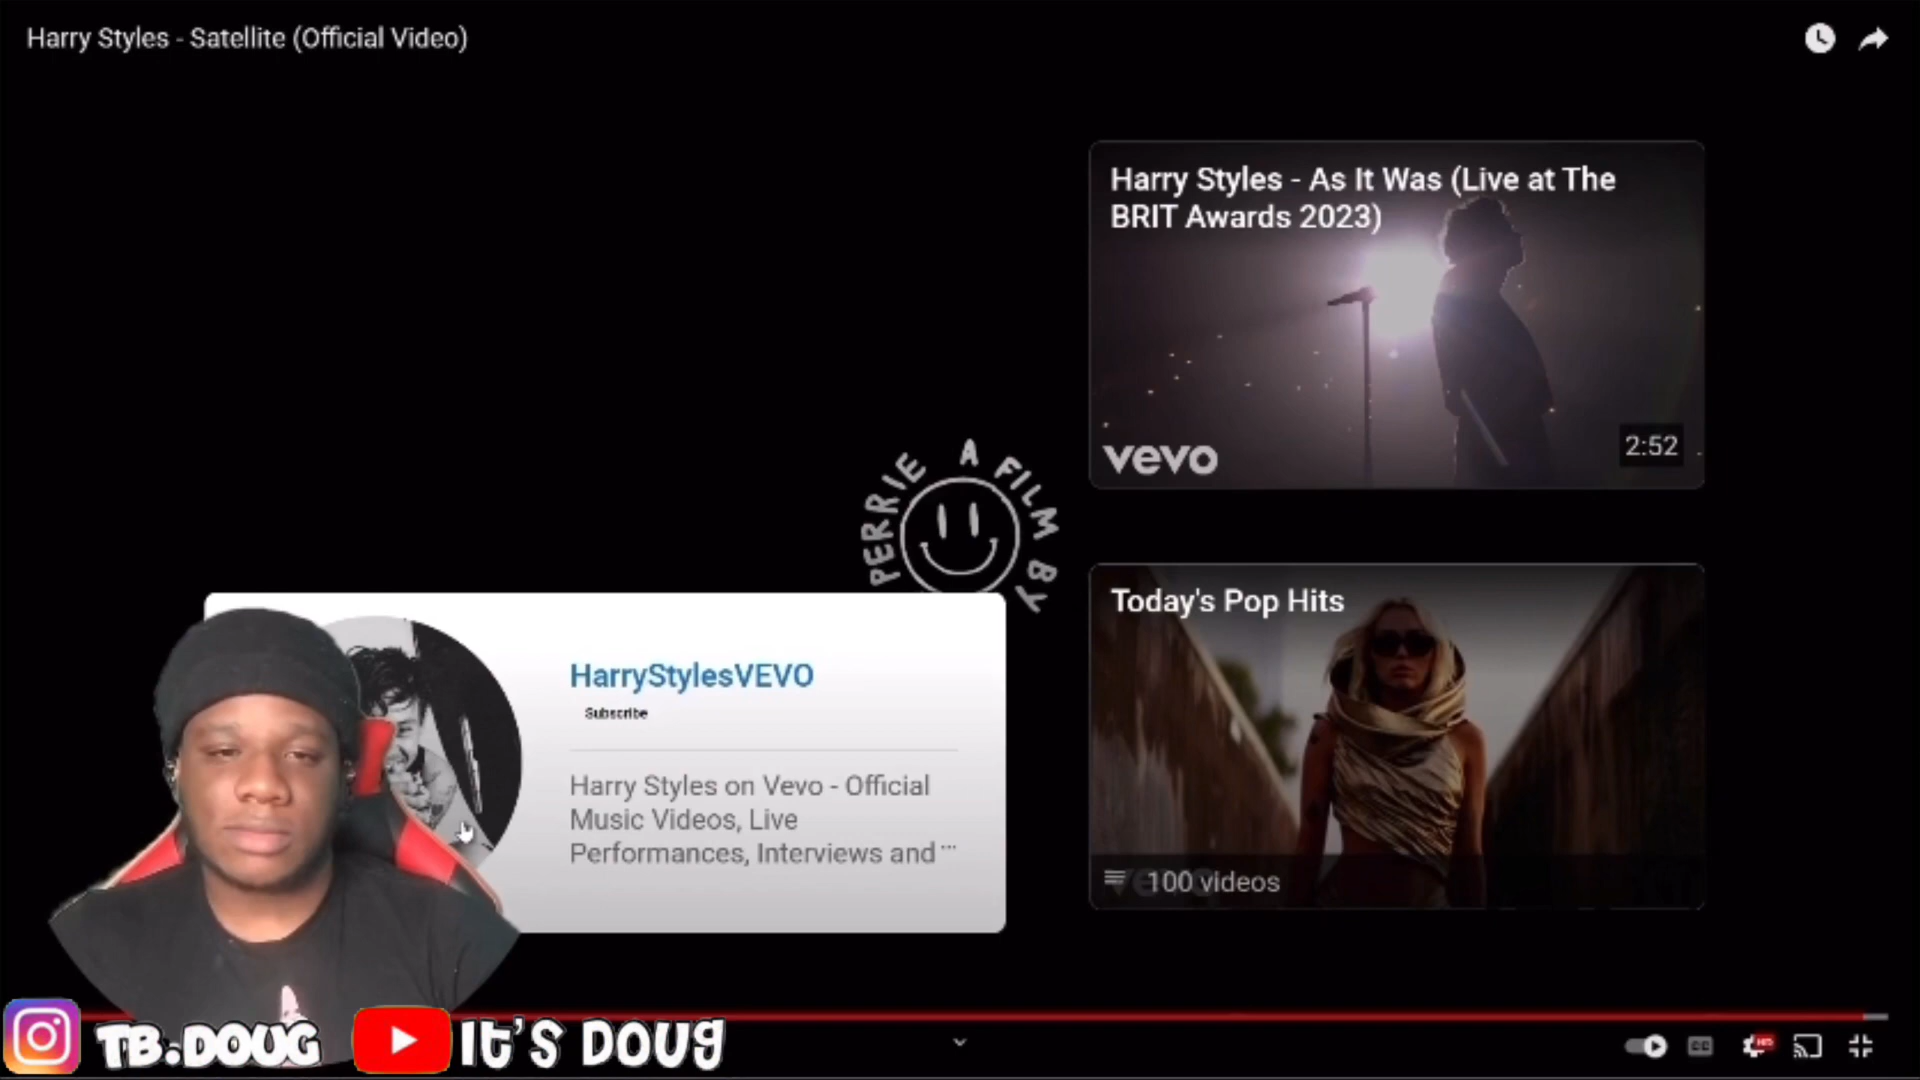 Harry Styles - Satellite (Official Video)
Harry Styles - As It Was (Live at The
BRIT Awards 2023)
vevo
2:52
PERRIE A FILM BY
Today's Pop Hits
100 videos
HarryStylesVEVO
Subscribe
Harry Styles on Vevo - Official
Music Videos, Live
Performances, Interviews and ...
TB.DOUG
IT'S DOUG
CC
HD